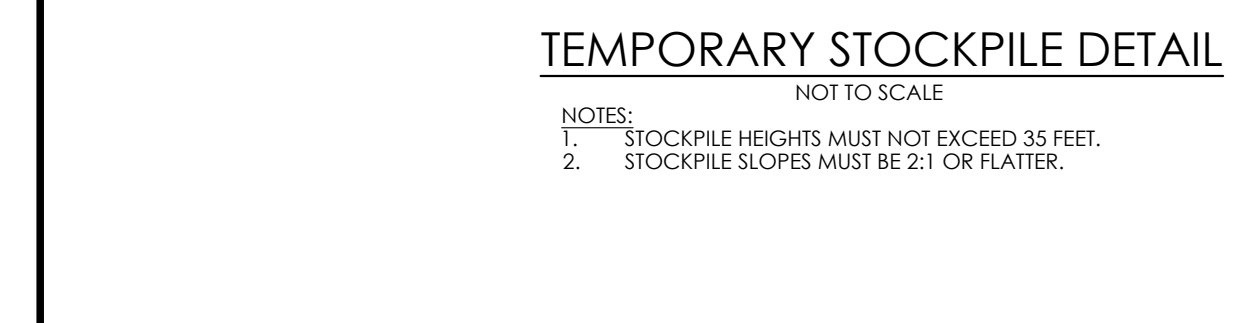 TEMPORARY STOCKPILE DETAIL
NOT TO SCALE
NOTES:
1. STOCKPILE HEIGHTS MUST NOT EXCEED 35 FEET.
2. STOCKPILE SLOPES MUST BE 2:1 OR FLATTER.